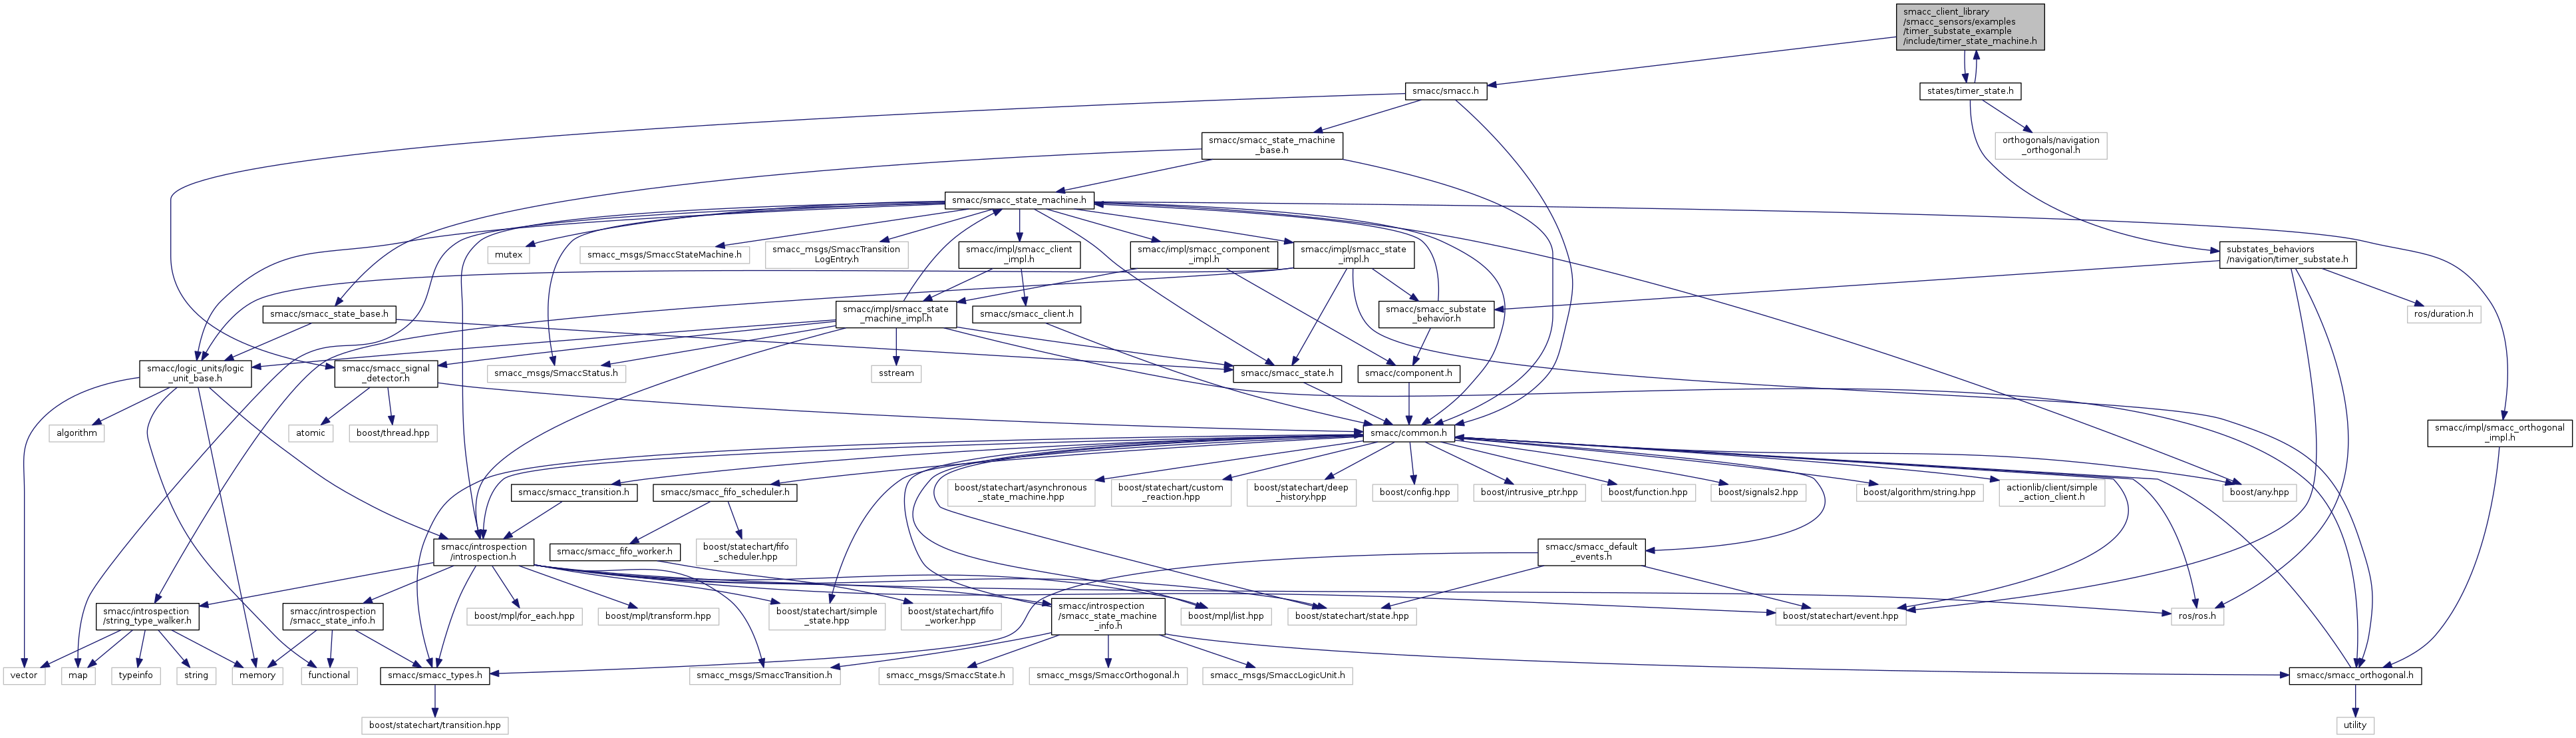 smacc_client_library
/smacc_sensors/examples
/timer_substate_example
/include/timer_state_machine.h
smacc/smacc.h
states/timer_state.h
smacc/smacc_state_machine
_base.h
orthogonals/navigation
_orthogonal.h
smacc/smacc_state_machine.h
mutex
smacc_msgs/SmaccStateMachine.h
smacc_msgs/SmaccTransition
LogEntry.h
smacc/impl/smacc_client
_impl.h
smacc/impl/smacc_component
_impl.h
smacc/impl/smacc_state
_impl.h
substates_behaviors
/navigation/timer_substate.h
smacc/smacc_state_base.h
smacc/impl/smacc_state
_machine_impl.h
smacc/smacc_client.h
smacc/smacc_substate
_behavior.h
ros/duration.h
smacc/logic_units/logic
_unit_base.h
smacc/smacc_signal
_detector.h
smacc_msgs/SmaccStatus.h
sstream
smacc/smacc_state.h
smacc/component.h
algorithm
atomic
boost/thread.hpp
smacc/common.h
smacc/impl/smacc_orthogonal
_impl.h
smacc/smacc_transition.h
smacc/smacc_fifo_scheduler.h
boost/statechart/asynchronous
_state_machine.hpp
boost/statechart/custom
_reaction.hpp
boost/statechart/deep
_history.hpp
boost/config.hpp
boost/intrusive_ptr.hpp
boost/function.hpp
boost/signals2.hpp
boost/algorithm/string.hpp
actionlib/client/simple
_action_client.h
boost/any.hpp
smacc/introspection
/introspection.h
smacc/smacc_fifo_worker.h
boost/statechart/fifo
_scheduler.hpp
smacc/smacc_default
_events.h
smacc/introspection
/string_type_walker.h
smacc/introspection
/smacc_state_info.h
boost/mpl/for_each.hpp
boost/mpl/transform.hpp
boost/statechart/simple
_state.hpp
boost/statechart/fifo
_worker.hpp
smacc/introspection
/smacc_state_machine
_info.h
boost/mpl/list.hpp
boost/statechart/state.hpp
boost/statechart/event.hpp
ros/ros.h
vector
map
typeinfo
string
memory
functional
smacc/smacc_types.h
smacc_msgs/SmaccTransition.h
smacc_msgs/SmaccState.h
smacc_msgs/SmaccOrthogonal.h
smacc_msgs/SmaccLogicUnit.h
smacc/smacc_orthogonal.h
boost/statechart/transition.hpp
utility